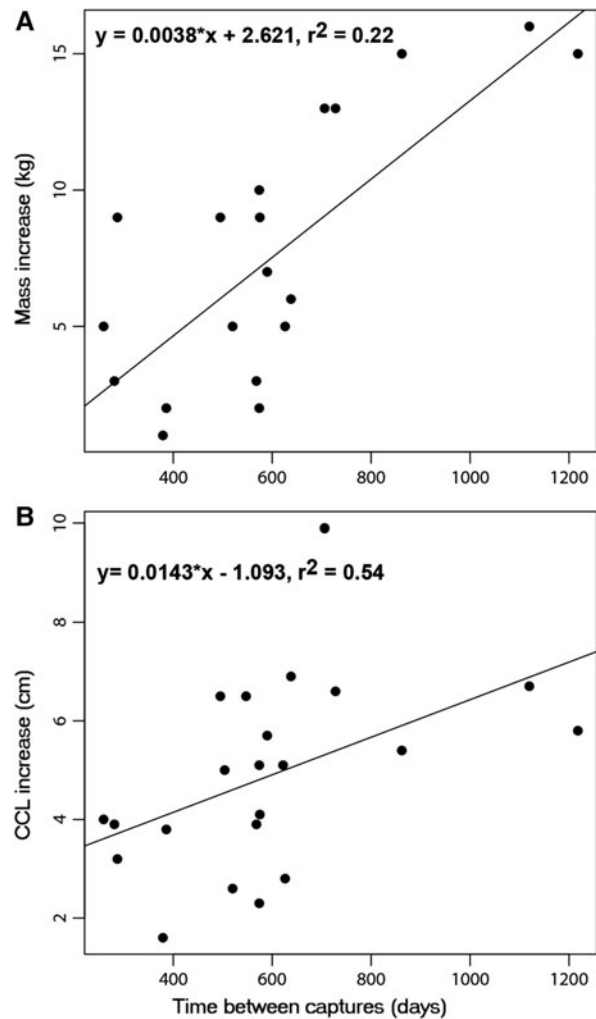 A
y = 0.0038*x + 2.621, r2 = 0.22
15
10
5
Mass increase (kg)
400 600 800 1000 1200
B
y= 0.0143*x - 1.093, r2 = 0.54
10
8
6
4
2
CCL increase (cm)
400 600 800 1000 1200
Time between captures (days)